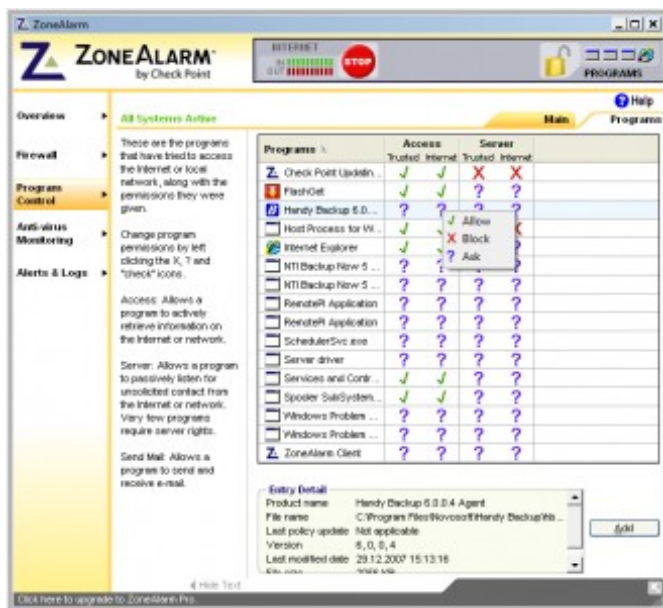 ZoneAlarm
ZONEALARM
by Check Point
INTERNET
IN
OUT
STOP
PROGRAMS
Help
Overview
Firewall
Program
Control
Anti-virus
Monitoring
Alerts & Logs
All Systems Active
Main
Programs
These are the programs
that have tried to access
the Internet or local
network, along with the
permissions they were
given.
Change program
permissions by left
clicking the X, ? and
"check" icons.
Access: Allows a
program to actively
retrieve information on
the Internet or network.
Server: Allows a program
to passively listen for
unsolicited contact from
the Internet or network.
Very few programs
require server rights.
Send Mail: Allows a
program to send and
receive e-mail.
Programs
Access
Server
Trusted Internet Trusted Internet
Check Point Updatin...
FlashGet
Handy Backup 6.0....
Host Process for W...
Internet Explorer
NTI Backup Now 5 ...
NTI Backup Now 5 ...
RemotePI Application
RemotePI Application
SchedulerSvc.exe
Server driver
Services and Contr...
Spooler SubSystem...
Windows Problem ...
Windows Problem ...
ZoneAlarm Client
Allow
Block
Ask
Entry Detail
Product name Handy Backup 6.0.0.4 Agent
File name C:\Program Files\Novosoft\Handy Backup\
Last policy update Not applicable
Version 6, 0, 0, 4
Last modified date 29.12.2007 15:13:16
Add
Hide Text
Click here to upgrade to ZoneAlarm Pro.